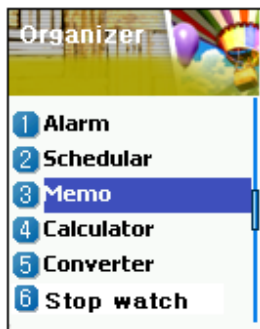 Organizer
1 Alarm
2 Schedular
3 Memo
4 Calculator
5 Converter
6 Stop watch